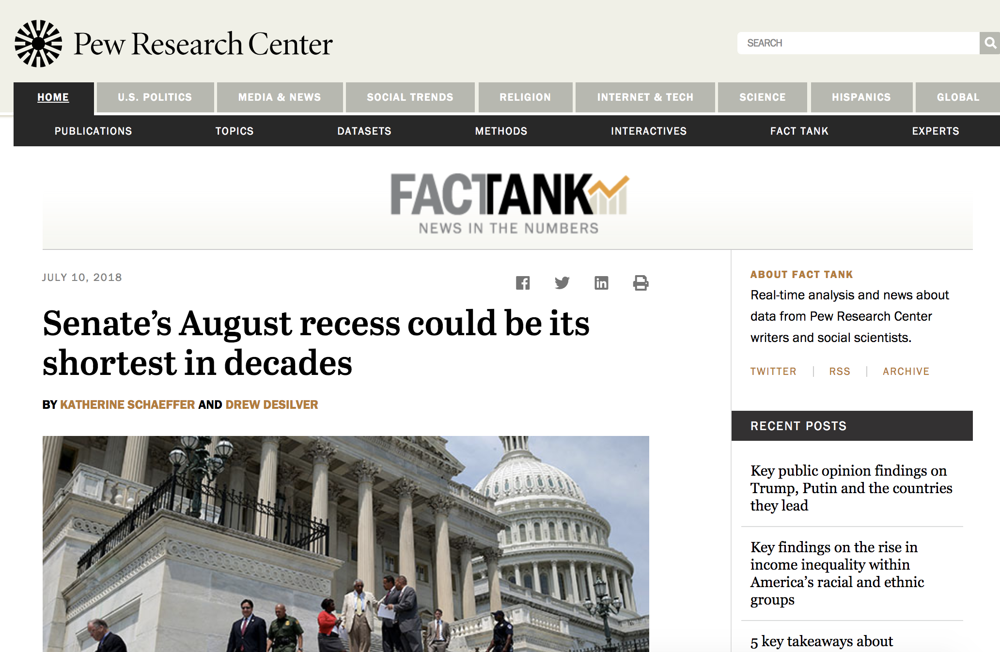 Pew Research Center
SEARCH
HOME
U.S. POLITICS
MEDIA & NEWS
SOCIAL TRENDS
RELIGION
INTERNET & TECH
SCIENCE
HISPANICS
GLOBAL
PUBLICATIONS
TOPICS
DATASETS
METHODS
INTERACTIVES
FACT TANK
EXPERTS
FACTTANK
NEWS IN THE NUMBERS
JULY 10, 2018
Senate’s August recess could be its
shortest in decades
BY KATHERINE SCHAEFFER AND DREW DESILVER
ABOUT FACT TANK
Real-time analysis and news about
data from Pew Research Center
writers and social scientists.
TWITTER
RSS
ARCHIVE
RECENT POSTS
Key public opinion findings on
Trump, Putin and the countries
they lead
Key findings on the rise in
income inequality within
America’s racial and ethnic
groups
5 key takeaways about